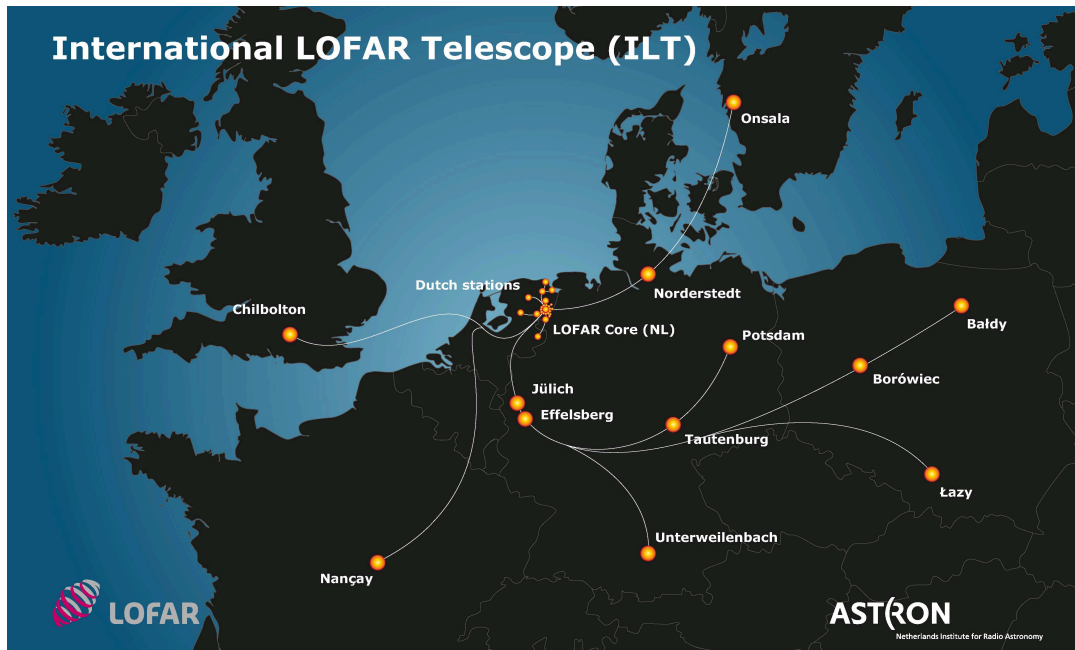 International LOFAR Telescope (ILT)
Onsala
Dutch stations
Norderstedt
Chilbolton
LOFAR Core (NL)
Bałdy
Potsdam
Borówiec
Jülich
Effelsberg
Tautenburg
Łazy
Unterweilenbach
Nançay
LOFAR
ASTRON
Netherlands Institute for Radio Astronomy